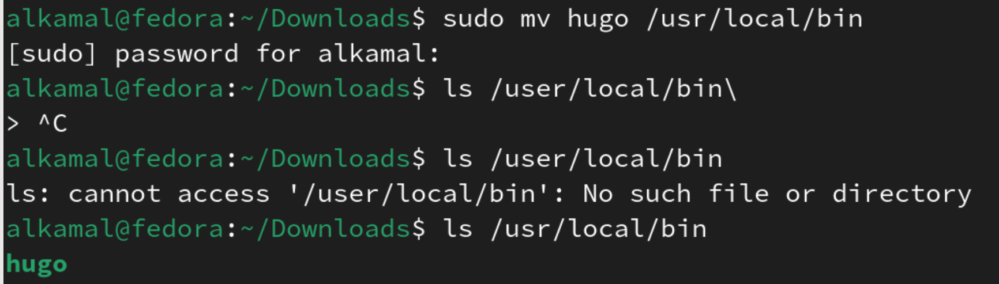 alkamal@fedora:~/Downloads$ sudo mv hugo /usr/local/bin
[sudo] password for alkamal:
alkamal@fedora:~/Downloads$ ls /user/local/bin\
> ^C
alkamal@fedora:~/Downloads$ ls /user/local/bin
ls: cannot access '/user/local/bin': No such file or directory
alkamal@fedora:~/Downloads$ ls /usr/local/bin
hugo